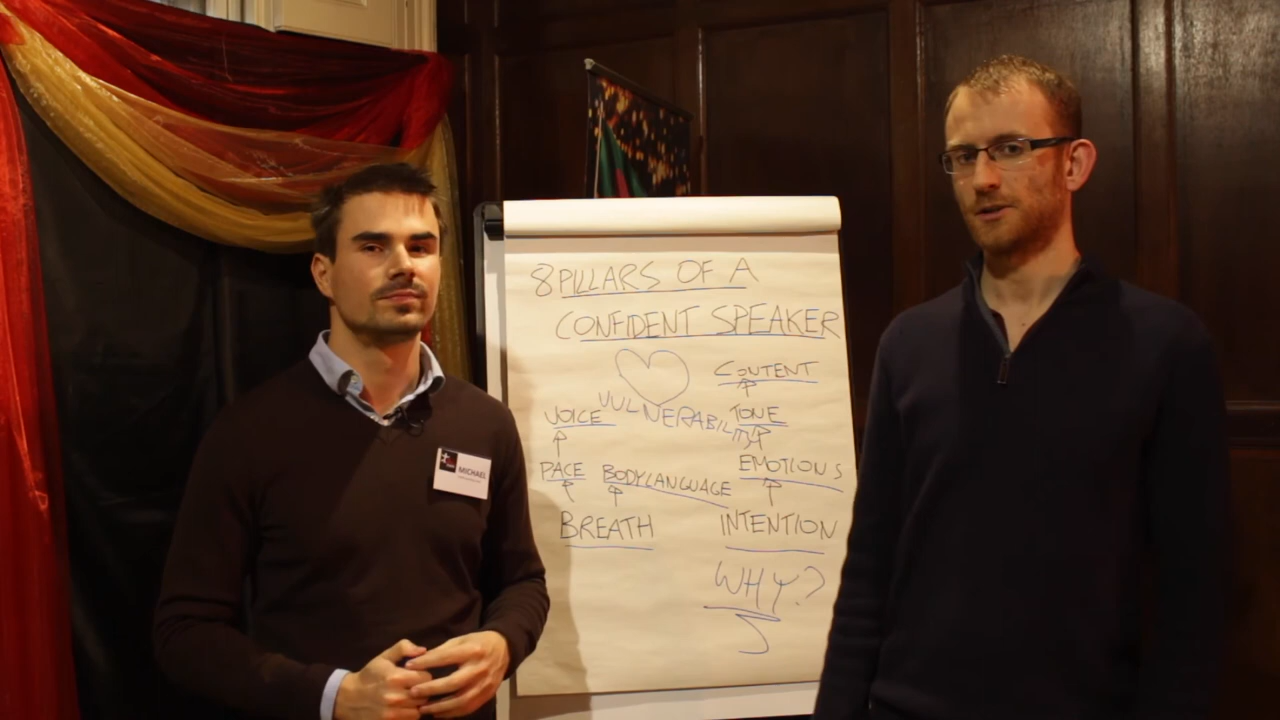 8 PILLARS OF A
CONFIDENT SPEAKER
CONTENT
VOICE VULNERABILITY TONE
PACE BODYLANGUAGE EMOTIONS
BREATH INTENTION
WHY?
MICHAEL